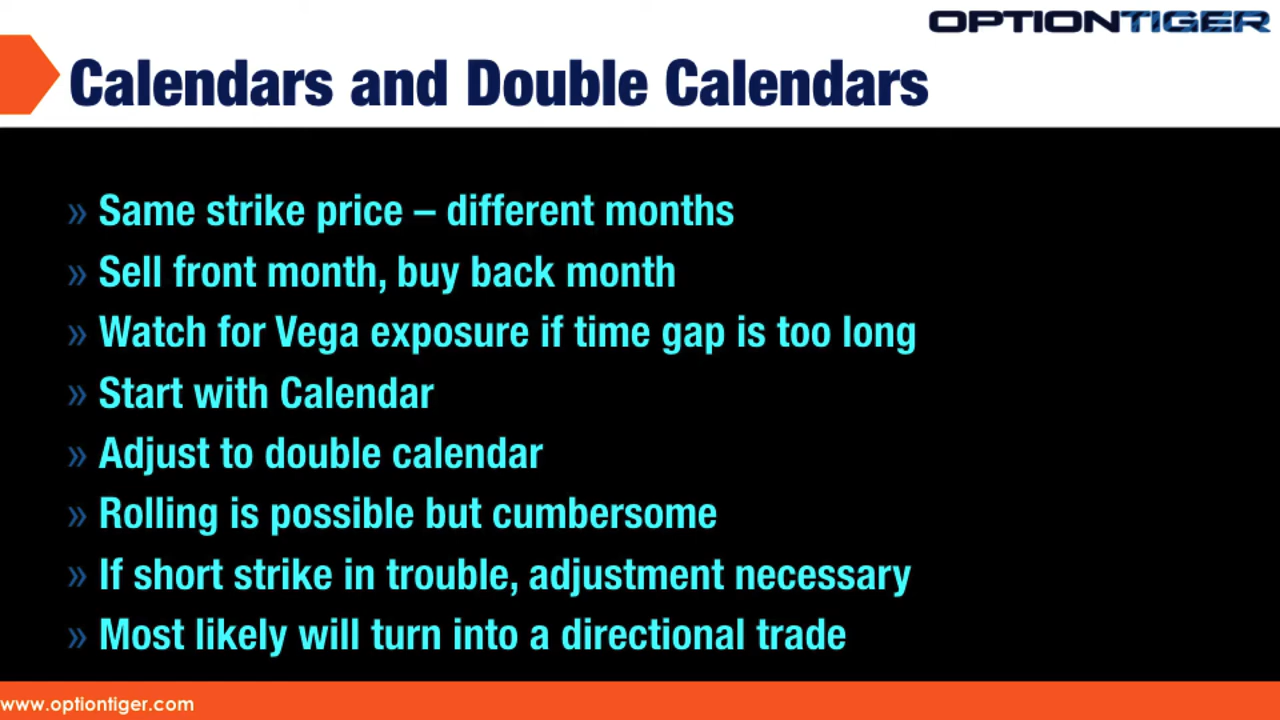 OPTIONTIGER
Calendars and Double Calendars
» Same strike price – different months
» Sell front month, buy back month
» Watch for Vega exposure if time gap is too long
» Start with Calendar
» Adjust to double calendar
» Rolling is possible but cumbersome
» If short strike in trouble, adjustment necessary
» Most likely will turn into a directional trade
www.optiontiger.com